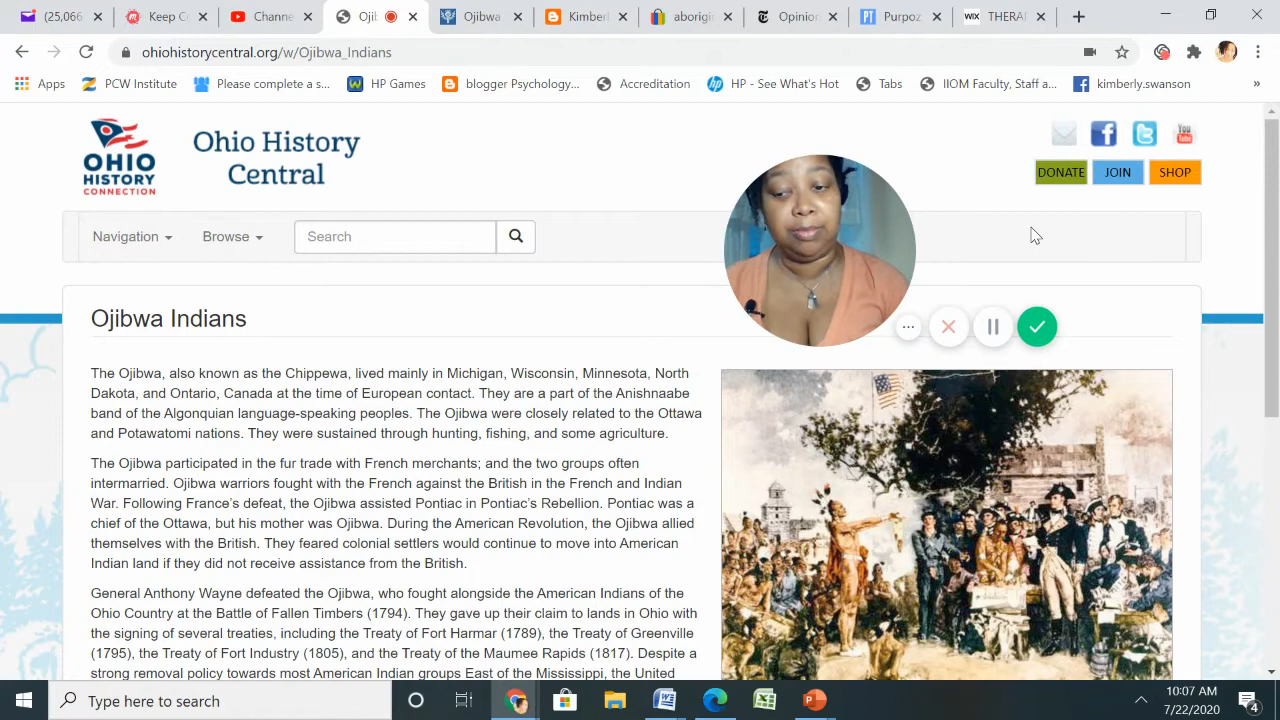 (25,066
Keep Co
Channel
Ojib
Ojibwa
Kimberl
aborigin
Opinion
Purpoz
WIX THERAP
ohiohistorycentral.org/w/Ojibwa_Indians
Apps PCW Institute Please complete a s... HP Games blogger Psychology... Accreditation HP - See What's Hot Tabs IIOM Faculty, Staff a... kimberly.swanson »
OHIO
HISTORY
CONNECTION
Ohio History
Central
You
Tube
DONATE JOIN SHOP
Navigation Browse Search
Ojibwa Indians
The Ojibwa, also known as the Chippewa, lived mainly in Michigan, Wisconsin, Minnesota, North
Dakota, and Ontario, Canada at the time of European contact. They are a part of the Anishnaabe
band of the Algonquian language-speaking peoples. The Ojibwa were closely related to the Ottawa
and Potawatomi nations. They were sustained through hunting, fishing, and some agriculture.
The Ojibwa participated in the fur trade with French merchants; and the two groups often
intermarried. Ojibwa warriors fought with the French against the British in the French and Indian
War. Following France's defeat, the Ojibwa assisted Pontiac in Pontiac's Rebellion. Pontiac was a
chief of the Ottawa, but his mother was Ojibwa. During the American Revolution, the Ojibwa allied
themselves with the British. They feared colonial settlers would continue to move into American
Indian land if they did not receive assistance from the British.
General Anthony Wayne defeated the Ojibwa, who fought alongside the American Indians of the
Ohio Country at the Battle of Fallen Timbers (1794). They gave up their claim to lands in Ohio with
the signing of several treaties, including the Treaty of Fort Harmar (1789), the Treaty of Greenville
(1795), the Treaty of Fort Industry (1805), and the Treaty of the Maumee Rapids (1817). Despite a
strong removal policy towards most American Indian groups East of the Mississippi, the United
Type here to search
10:07 AM
7/22/2020
4